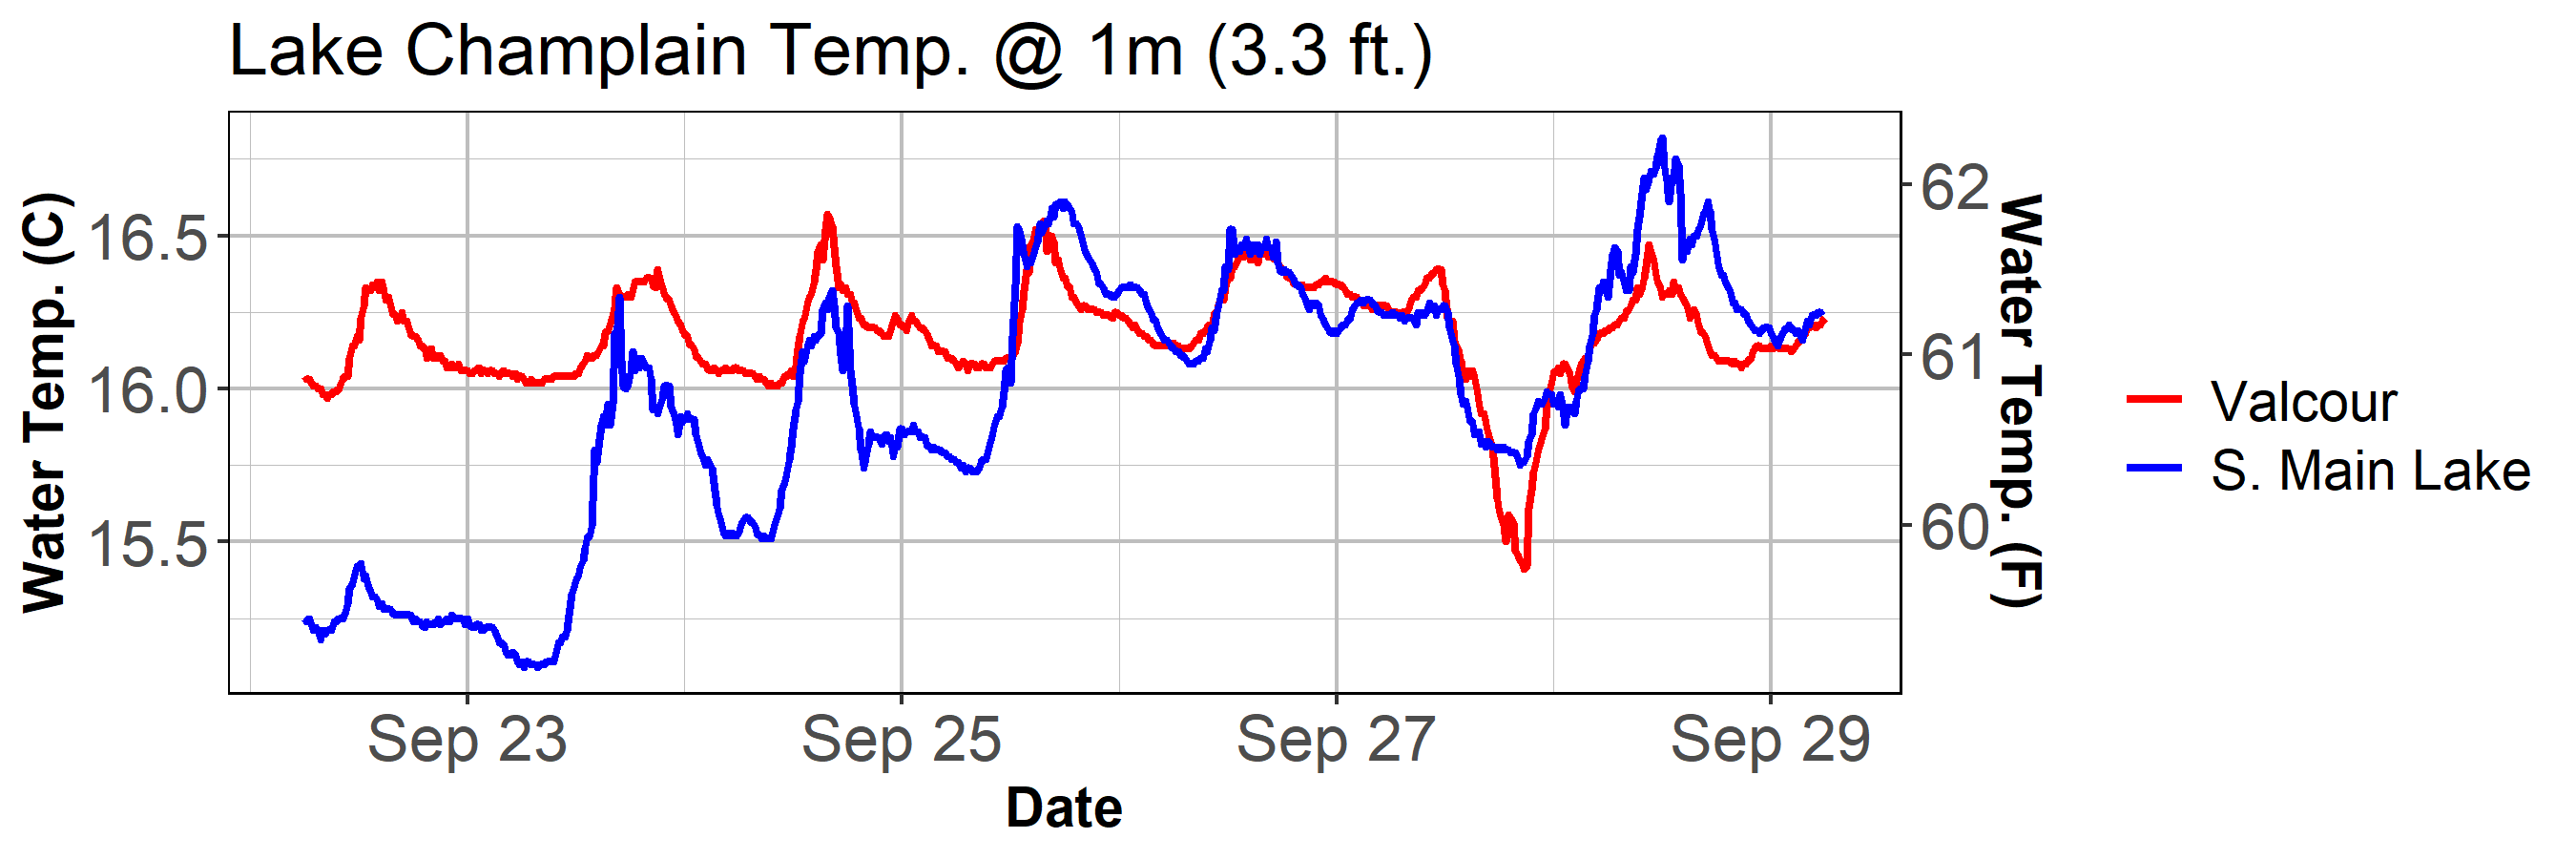 Lake Champlain Temp. @ 1m (3.3 ft.)
Water Temp. (C)
16.5
16.0
15.5
62
61
60
Water Temp. (F)
Sep 23
Sep 25
Sep 27
Sep 29
Date
Valcour
S. Main Lake